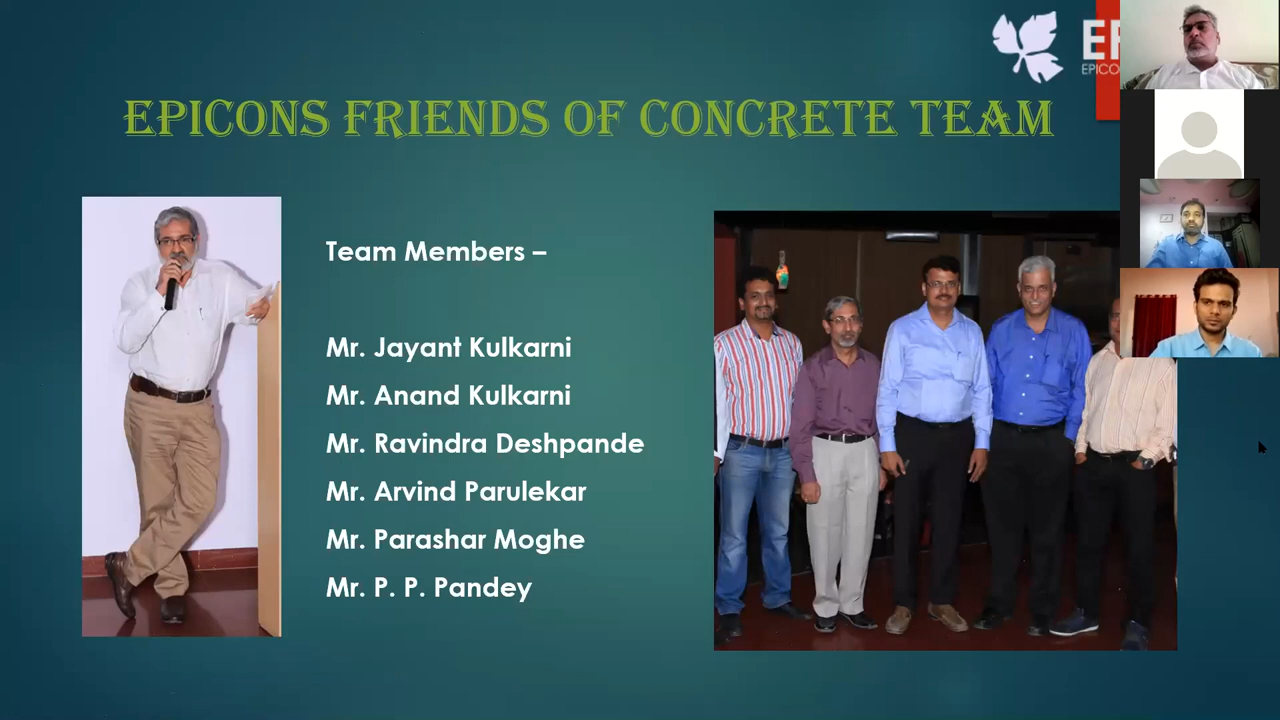 EPICONS FRIENDS OF CONCRETE TEAM
Team Members –
Mr. Jayant Kulkarni
Mr. Anand Kulkarni
Mr. Ravindra Deshpande
Mr. Arvind Parulekar
Mr. Parashar Moghe
Mr. P. P. Pandey